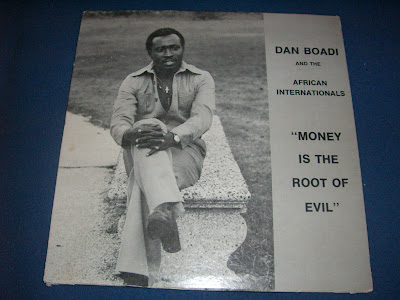 DAN BOADI
AND THE
AFRICAN
INTERNATIONALS
"MONEY
IS THE
ROOT OF
EVIL"